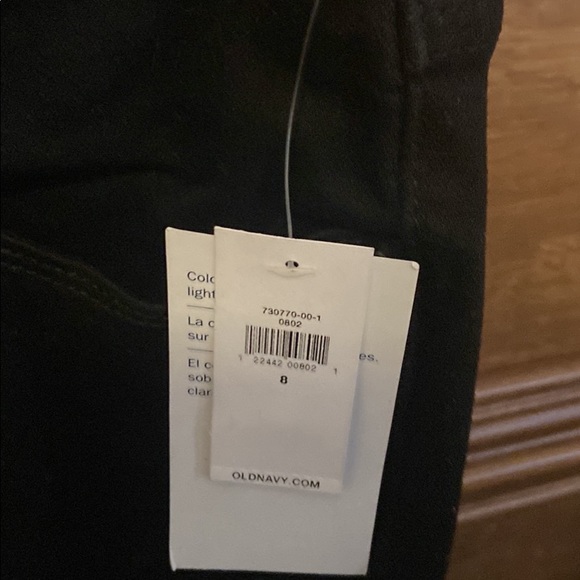 Colo
light
La c
sur
es.
El c
sob
clar
730770-00-1
0802
1 22442 00802 1
8
OLDNAVY.COM